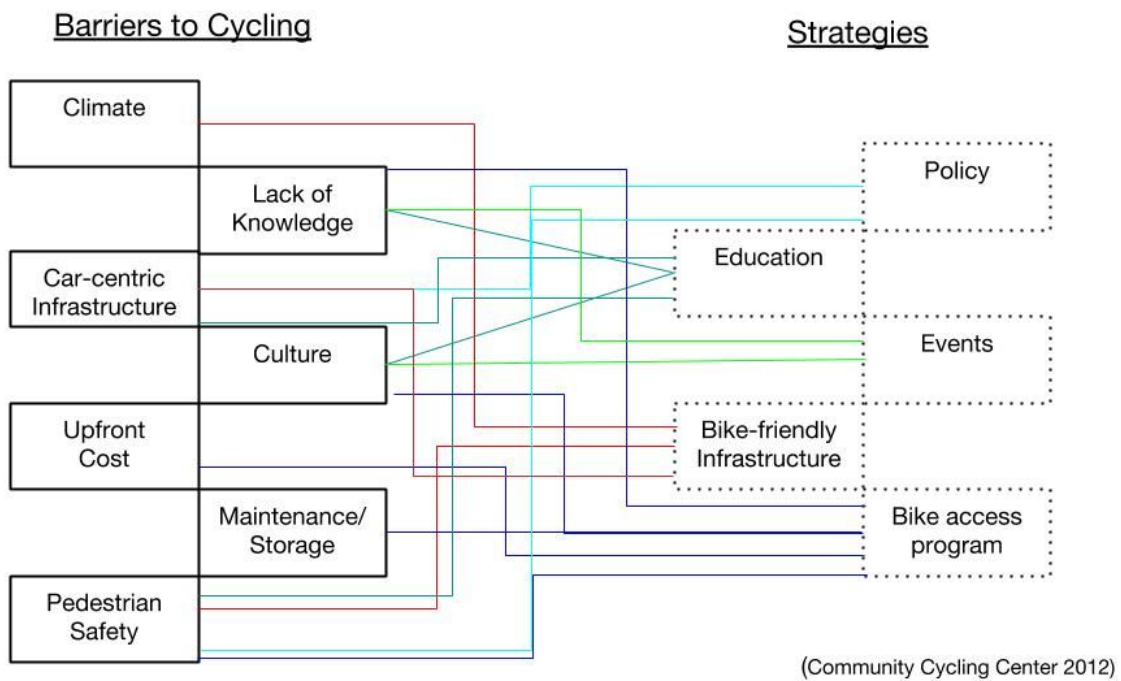 Barriers to Cycling
Strategies
Climate
Lack of
Knowledge
Car-centric
Infrastructure
Culture
Upfront
Cost
Maintenance/
Storage
Pedestrian
Safety
Policy
Education
Events
Bike-friendly
Infrastructure
Bike access
program
(Community Cycling Center 2012)